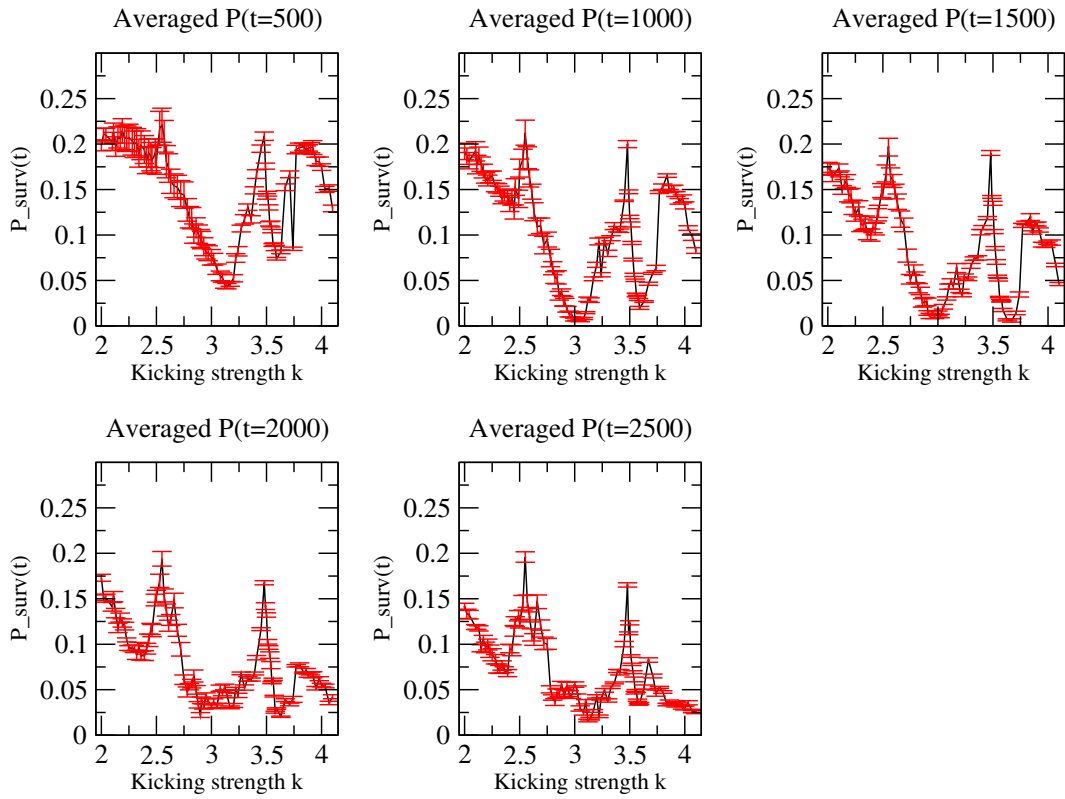 Averaged P(t=500)
P_surv(t)
0.25
0.2
0.15
0.1
0.05
0
2 2.5 3 3.5 4
Kicking strength k
Averaged P(t=1000)
P_surv(t)
0.25
0.2
0.15
0.1
0.05
0
2 2.5 3 3.5 4
Kicking strength k
Averaged P(t=1500)
P_surv(t)
0.25
0.2
0.15
0.1
0.05
0
2 2.5 3 3.5 4
Kicking strength k
Averaged P(t=2000)
P_surv(t)
0.25
0.2
0.15
0.1
0.05
0
2 2.5 3 3.5 4
Kicking strength k
Averaged P(t=2500)
P_surv(t)
0.25
0.2
0.15
0.1
0.05
0
2 2.5 3 3.5 4
Kicking strength k